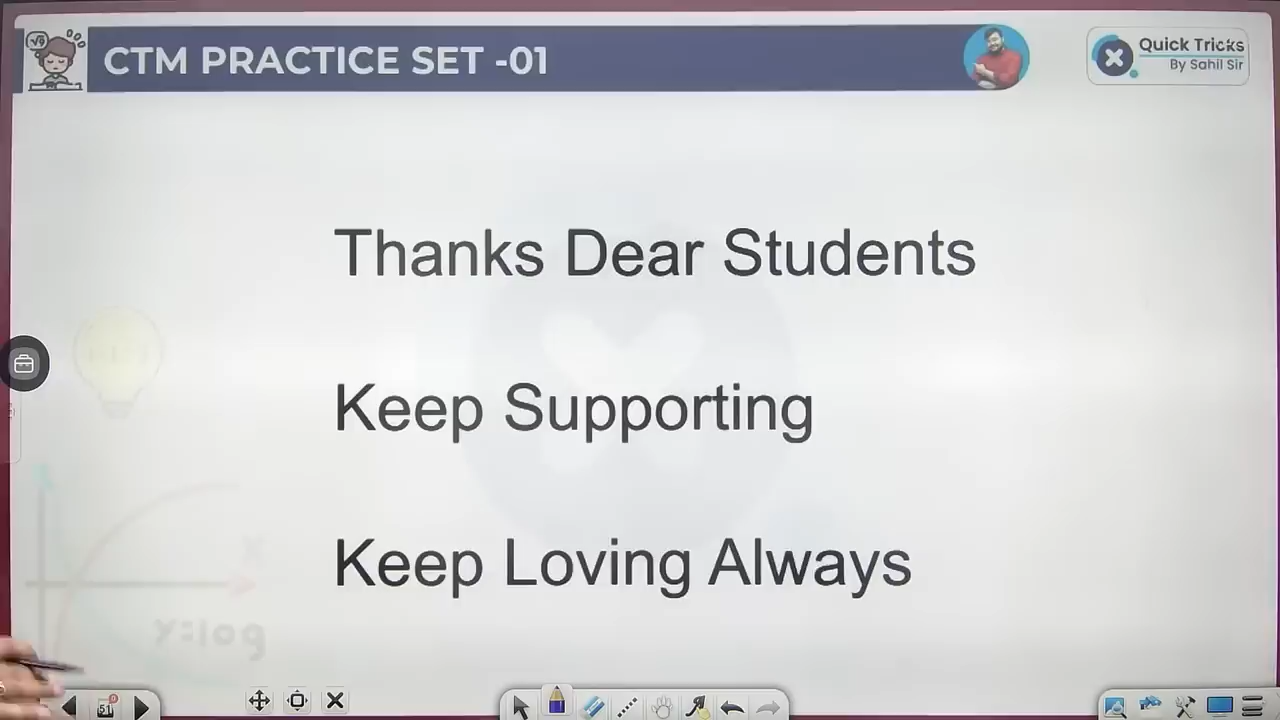 CTM PRACTICE SET -01
Quick Tricks
By Sahil Sir
Thanks Dear Students
Keep Supporting
Keep Loving Always
y=log
51